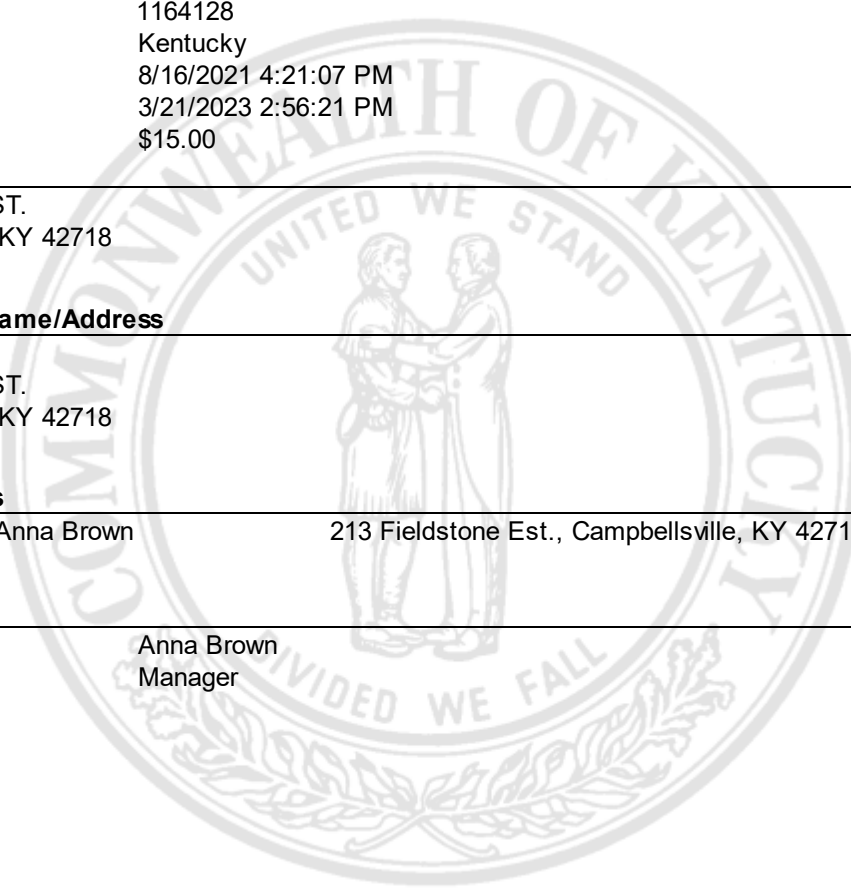 1164128
Kentucky
8/16/2021 4:21:07 PM
3/21/2023 2:56:21 PM
$15.00
ST.
KY 42718
ame/Address
ST.
KY 42718
s
Anna Brown 213 Fieldstone Est., Campbellsville, KY 4271
Anna Brown
Manager
COMMONWEALTH OF KENTUCKY
UNITED WE STAND
DIVIDED WE FALL